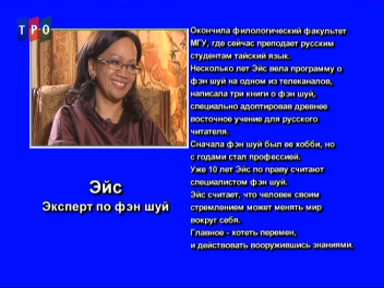 ТРО
Окончила филологический факультет
МГУ, где сейчас преподает русским
студентам тайский язык.
Несколько лет Эйс вела программу о
фэн шуй на одном из телеканалов,
написала три книги о фэн шуй,
специально адоптировав древнее
восточное учение для русского
читателя.
Сначала фэн шуй был ее хобби, но
с годами стал профессией.
Уже 10 лет Эйс по праву считают
специалистом фэн шуй.
Эйс считает, что человек своим
стремлением может менять мир
вокруг себя.
Главное - хотеть перемен,
и действовать вооружившись знаниями.
Эйс
Эксперт по фэн шуй